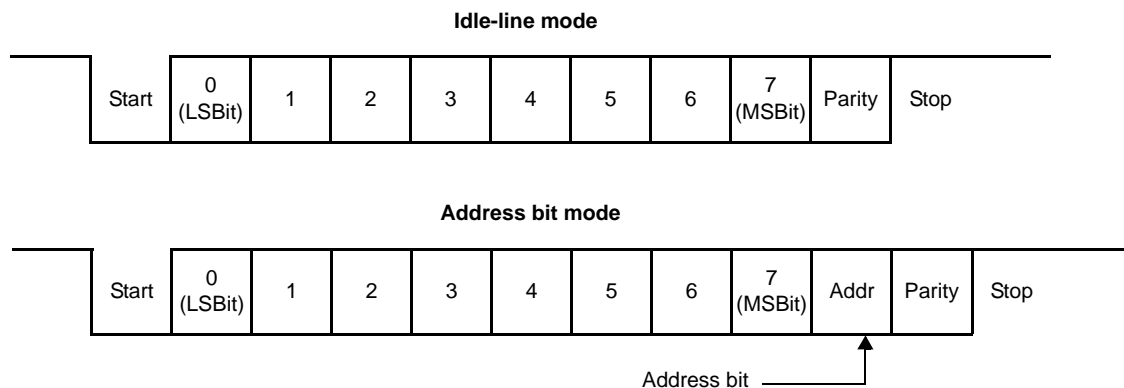 Idle-line mode
Start 0 (LSBit) 1 2 3 4 5 6 7 (MSBit) Parity Stop
Address bit mode
Start 0 (LSBit) 1 2 3 4 5 6 7 (MSBit) Addr Parity Stop
Address bit